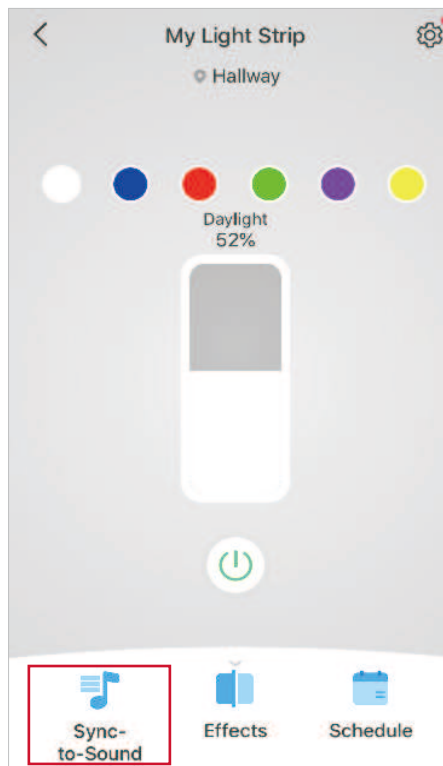 My Light Strip
Hallway
Daylight
52%
Sync-
to-Sound
Effects
Schedule